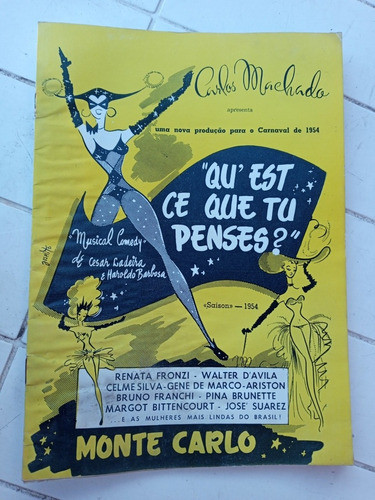 Carlos Machado
apresenta
uma nova produção para o Carnaval de 1954
"QU'EST
CE QUE TU
PENSES?"
"Musical Comedy"
de Cesar Ladeira
e Haroldo Barbosa
«Saison» — 1954
RENATA FRONZI - WALTER D'AVILA
CELME SILVA - GENE DE MARCO - ARISTON
BRUNO FRANCHI - PINA BRUNETTE
MARGOT BITTENCOURT - JOSÉ SUAREZ
... E AS MULHERES MAIS LINDAS DO BRASIL!
MONTE CARLO